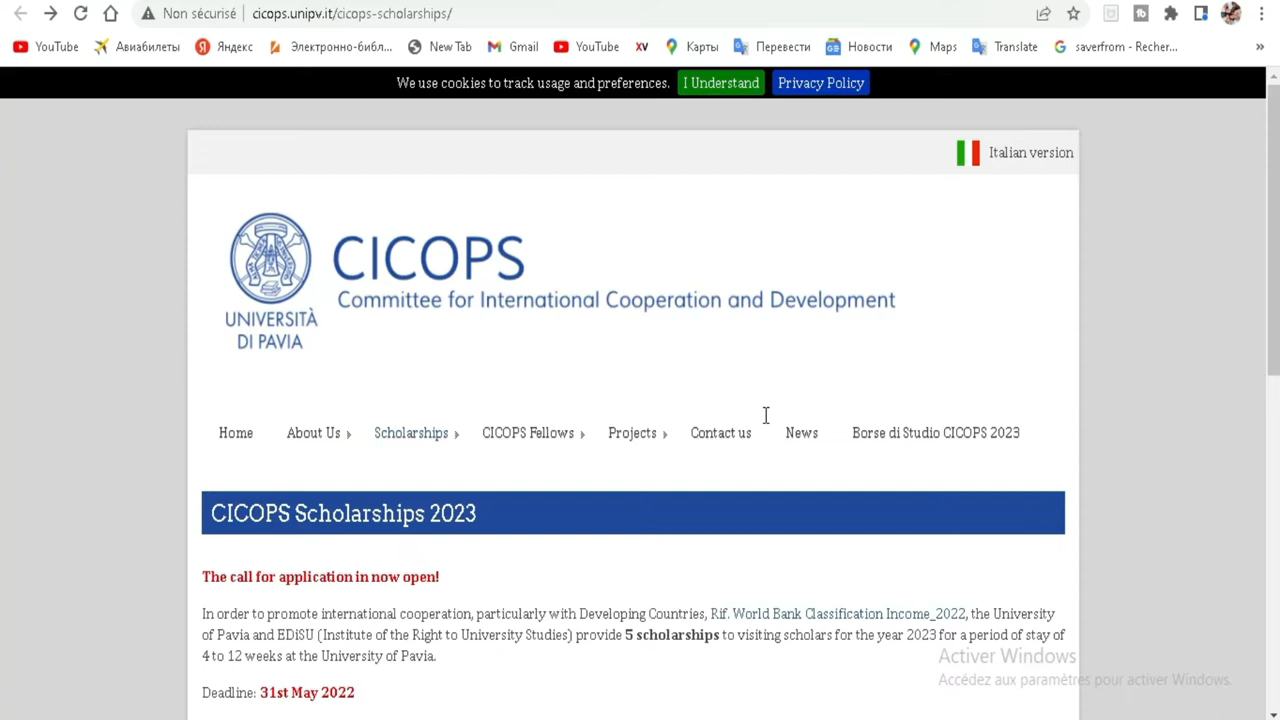 Non sécurisé cicops.unipv.it/cicops-scholarships/
YouTube Авиабилеты Яндекс Электронно-библ... New Tab Gmail YouTube XV Карты Перевести Новости Maps Translate saverfrom - Recher... »
We use cookies to track usage and preferences. I Understand Privacy Policy
Italian version
CICOPS
Committee for International Cooperation and Development
UNIVERSITÀ
DI PAVIA
Home About Us Scholarships CICOPS Fellows Projects Contact us News Borse di Studio CICOPS 2023
CICOPS Scholarships 2023
The call for application in now open!
In order to promote international cooperation, particularly with Developing Countries, Rif. World Bank Classification Income_2022, the University
of Pavia and EDiSU (Institute of the Right to University Studies) provide 5 scholarships to visiting scholars for the year 2023 for a period of stay of
4 to 12 weeks at the University of Pavia.
Activer Windows
Accédez aux paramètres pour activer Windows.
Deadline: 31st May 2022